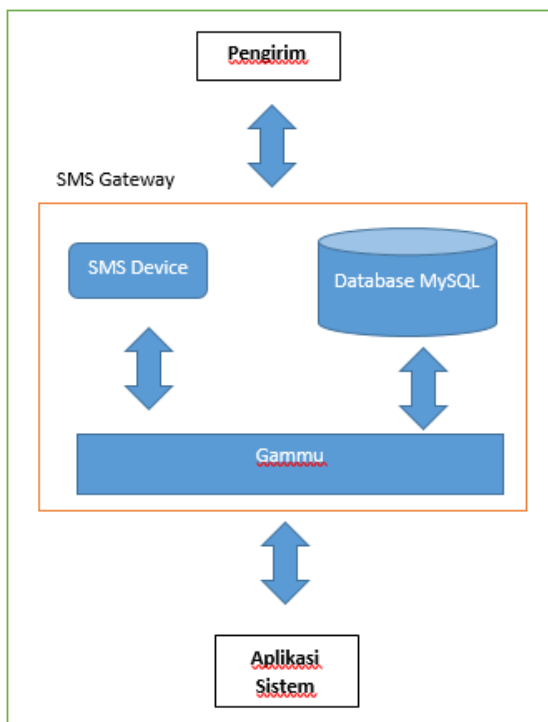 Pengirim
SMS Gateway
SMS Device
Database MySQL
Gammu
Aplikasi
Sistem